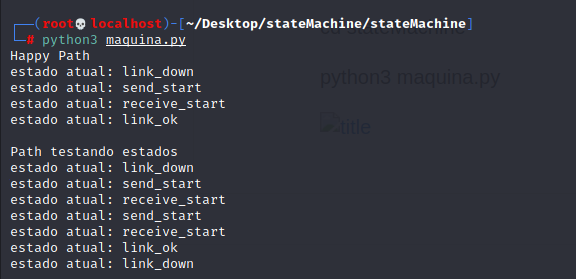 ┌──(root💀localhost)-[~/Desktop/stateMachine/stateMachine]
└─# python3 maquina.py
Happy Path
estado atual: link_down
estado atual: send_start
estado atual: receive_start
estado atual: link_ok

Path testando estados
estado atual: link_down
estado atual: send_start
estado atual: receive_start
estado atual: send_start
estado atual: receive_start
estado atual: link_ok
estado atual: link_down
cd stateMachine
python3 maquina.py
title